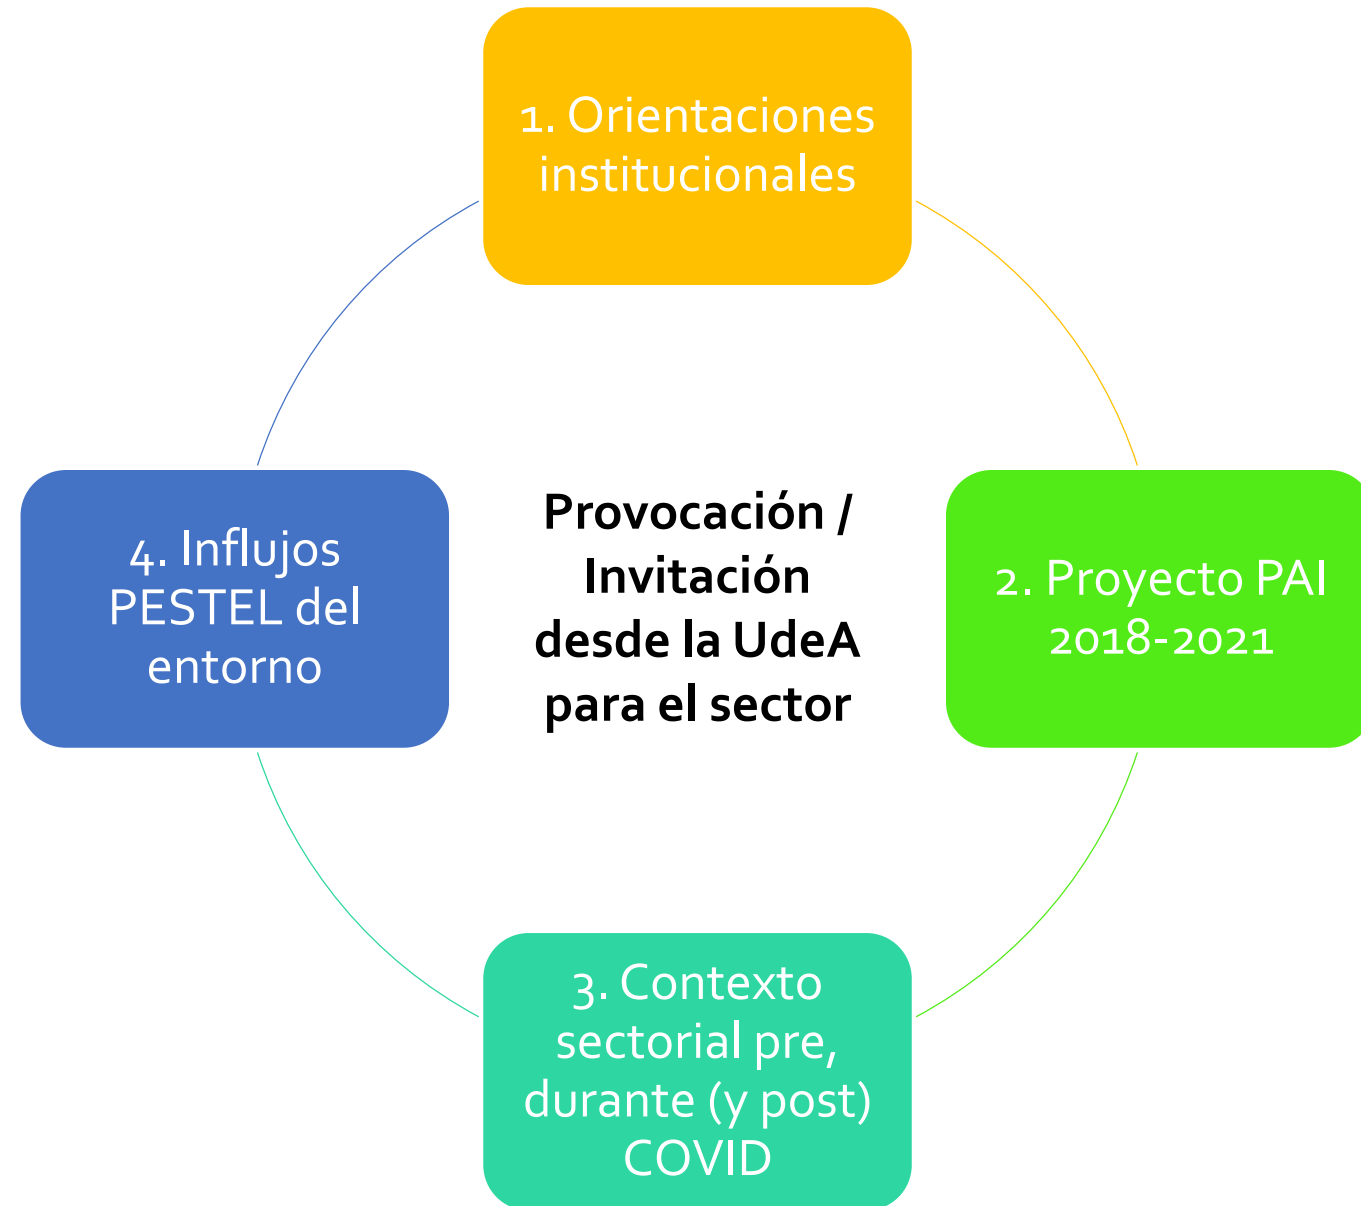 1. Orientaciones
institucionales
2. Proyecto PAI
2018-2021
3. Contexto
sectorial pre,
durante (y post)
COVID
4. Influjos
PESTEL del
entorno
Provocación /
Invitación
desde la UdeA
para el sector